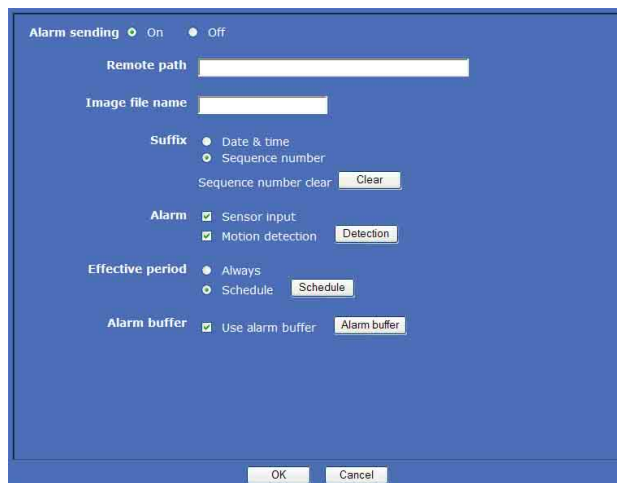 Alarm sending On Off
Remote path
Image file name
Suffix Date & time
Sequence number
Sequence number clear Clear
Alarm Sensor input
Motion detection Detection
Effective period Always
Schedule Schedule
Alarm buffer Use alarm buffer Alarm buffer
OK Cancel